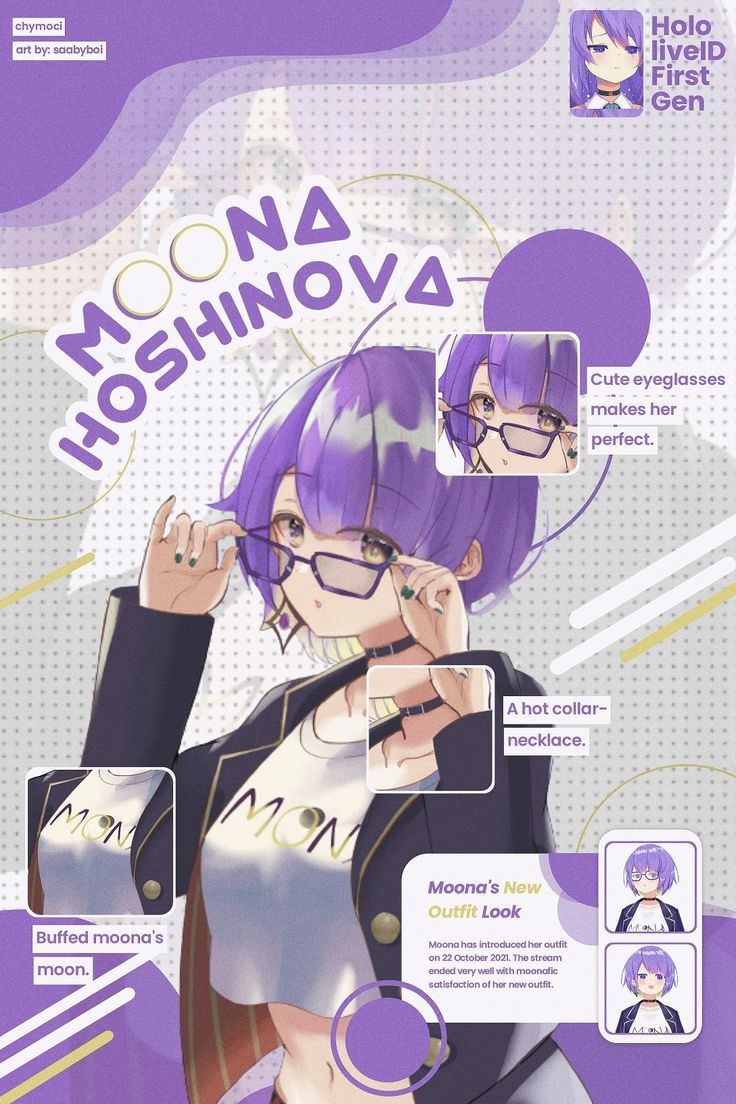 chymoci
art by: saabyboi
Holo
liveID
First
Gen
MOONA
HOSHINOVA
Cute eyeglasses
makes her
perfect.
A hot collar-
necklace.
MOONA
MOON
Buffed moona's
moon.
Moona's New
Outfit Look
Moona has introduced her outfit
on 22 October 2021. The stream
ended very well with moondic
satisfaction of her new outfit.